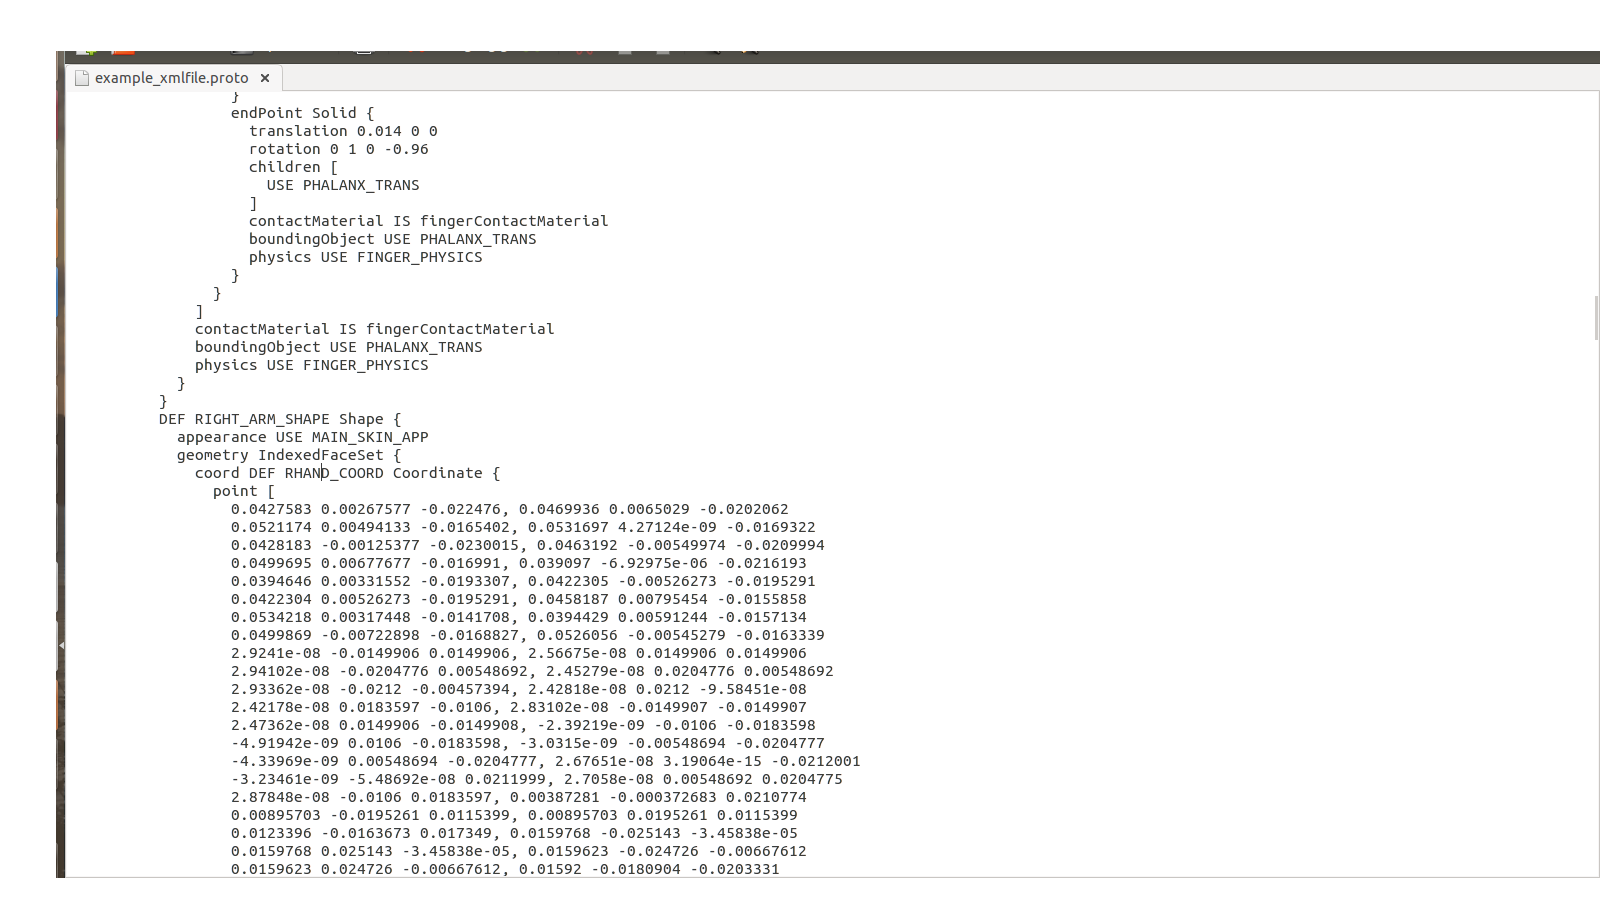 example_xmlfile.proto ×
}
endPoint Solid {
translation 0.014 0 0
rotation 0 1 0 -0.96
children [
USE PHALANX_TRANS
]
contactMaterial IS fingerContactMaterial
boundingObject USE PHALANX_TRANS
physics USE FINGER_PHYSICS
}
}
]
contactMaterial IS fingerContactMaterial
boundingObject USE PHALANX_TRANS
physics USE FINGER_PHYSICS
}
}
DEF RIGHT_ARM_SHAPE Shape {
appearance USE MAIN_SKIN_APP
geometry IndexedFaceSet {
coord DEF RHAND_COORD Coordinate {
point [
0.0427583 0.00267577 -0.022476, 0.0469936 0.0065029 -0.0202062
0.0521174 0.00494133 -0.0165402, 0.0531697 4.27124e-09 -0.0169322
0.0428183 -0.00125377 -0.0230015, 0.0463192 -0.00549974 -0.0209994
0.0499695 0.00677677 -0.016991, 0.039097 -6.92975e-06 -0.0216193
0.0394646 0.00331552 -0.0193307, 0.0422305 -0.00526273 -0.0195291
0.0422304 0.00526273 -0.0195291, 0.0458187 0.00795454 -0.0155858
0.0534218 0.00317448 -0.0141708, 0.0394429 0.00591244 -0.0157134
0.0499869 -0.00722898 -0.0168827, 0.0526056 -0.00545279 -0.0163339
2.9241e-08 -0.0149906 0.0149906, 2.56675e-08 0.0149906 0.0149906
2.94102e-08 -0.0204776 0.00548692, 2.45279e-08 0.0204776 0.00548692
2.93362e-08 -0.0212 -0.00457394, 2.42818e-08 0.0212 -9.58451e-08
2.42178e-08 0.0183597 -0.0106, 2.83102e-08 -0.0149907 -0.0149907
2.47362e-08 0.0149906 -0.0149908, -2.39219e-09 -0.0106 -0.0183598
-4.91942e-09 0.0106 -0.0183598, -3.0315e-09 -0.00548694 -0.0204777
-4.33969e-09 0.00548694 -0.0204777, 2.67651e-08 3.19064e-15 -0.0212001
-3.23461e-09 -5.48692e-08 0.0211999, 2.7058e-08 0.00548692 0.0204775
2.87848e-08 -0.0106 0.0183597, 0.00387281 -0.000372683 0.0210774
0.00895703 -0.0195261 0.0115399, 0.00895703 0.0195261 0.0115399
0.0123396 -0.0163673 0.017349, 0.0159768 -0.025143 -3.45838e-05
0.0159768 0.025143 -3.45838e-05, 0.0159623 -0.024726 -0.00667612
0.0159623 0.024726 -0.00667612, 0.01592 -0.0180904 -0.0203331